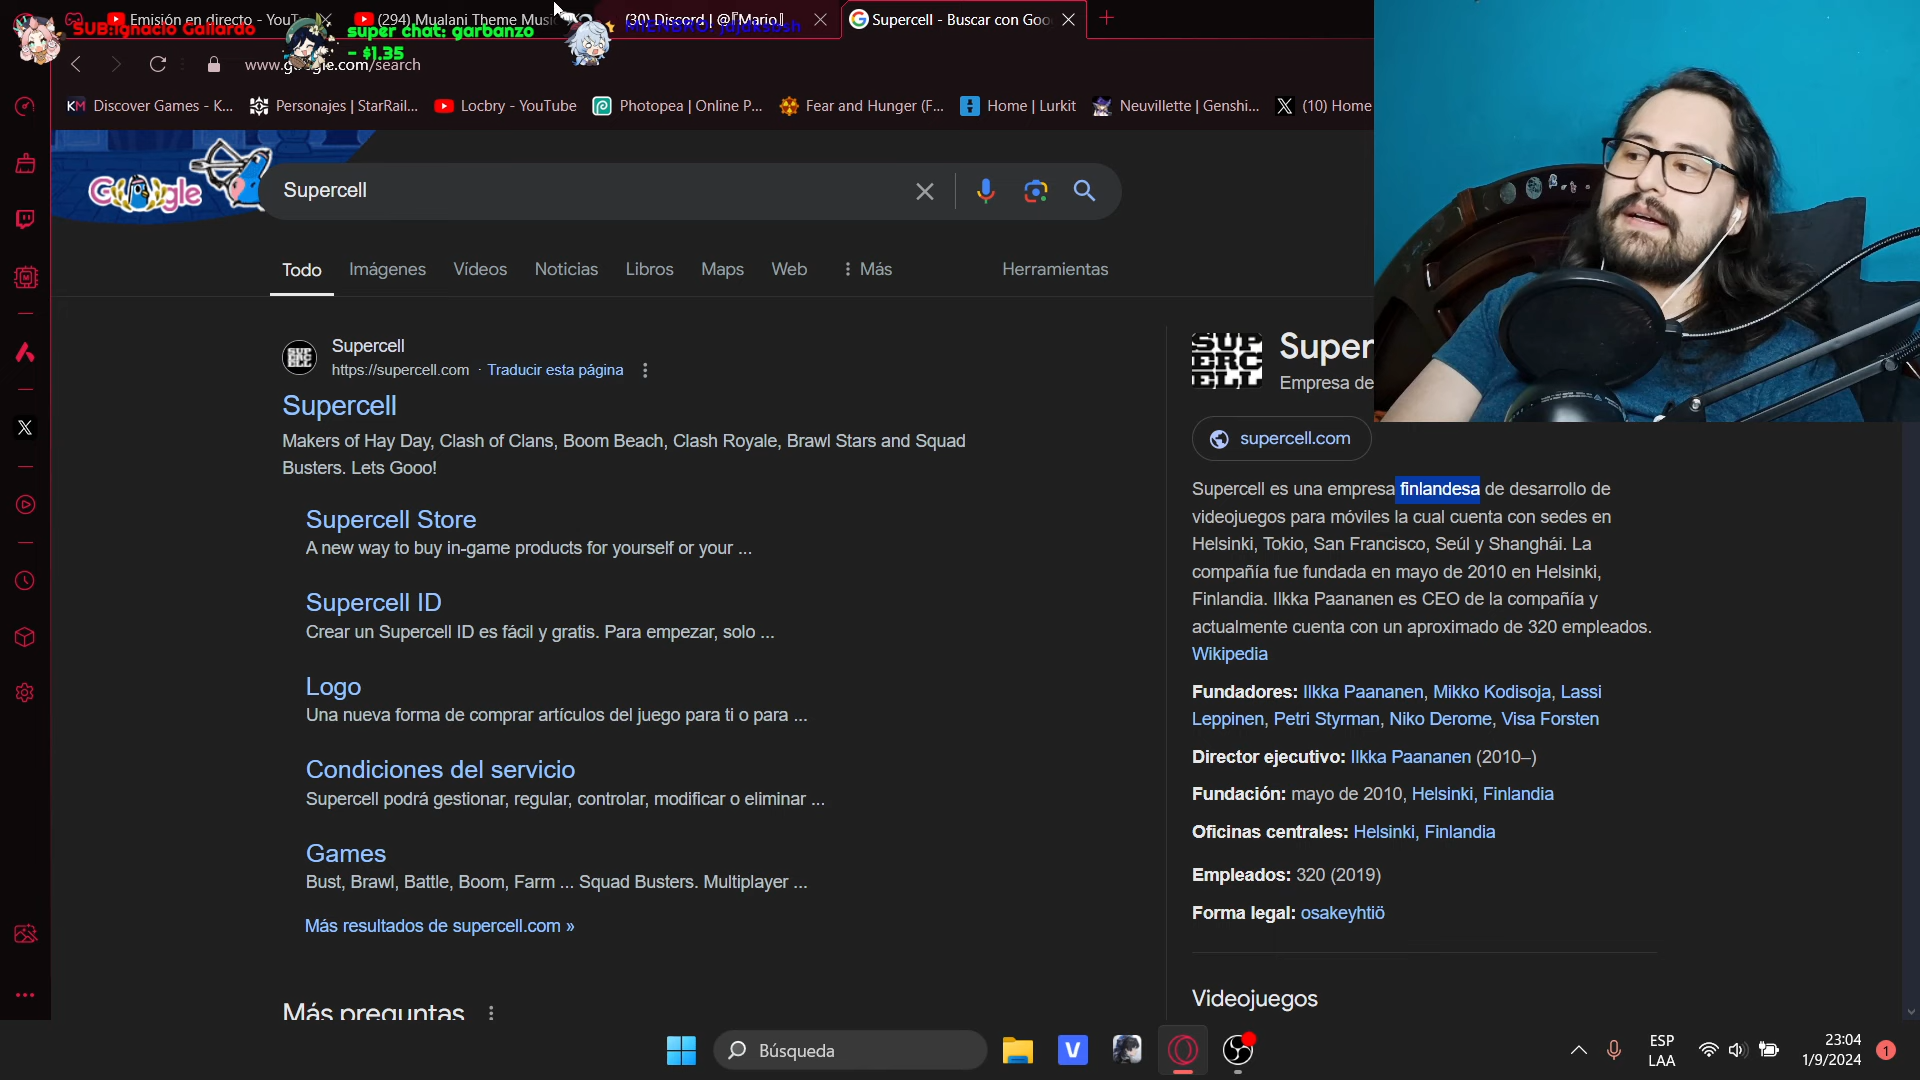 Emisión en directo - YouT
(294) Mualani Theme Musi
(30) Discord | @『Mario』
Supercell - Buscar con Goo
SUB:Ignacio Gallardo
super chat: garbanzo
- $1.35
www.google.com/search
KM Discover Games - K...
Personajes | StarRail...
Locbry - YouTube
Photopea | Online P...
Fear and Hunger (F...
Home | Lurkit
Neuvillette | Genshi...
X (10) Home
Google
Supercell
Todo
Imágenes
Videos
Noticias
Libros
Maps
Web
Más
Herramientas
Supercell
https://supercell.com · Traducir esta página
Supercell
Makers of Hay Day, Clash of Clans, Boom Beach, Clash Royale, Brawl Stars and Squad
Busters. Lets Gooo!
Supercell Store
A new way to buy in-game products for yourself or your ...
Supercell ID
Crear un Supercell ID es fácil y gratis. Para empezar, solo ...
Logo
Una nueva forma de comprar artículos del juego para ti o para ...
Condiciones del servicio
Supercell podrá gestionar, regular, controlar, modificar o eliminar ...
Games
Bust, Brawl, Battle, Boom, Farm ... Squad Busters. Multiplayer ...
Más resultados de supercell.com »
Más preguntas
SUPERCELL
Super
Empresa de
supercell.com
Supercell es una empresa finlandesa de desarrollo de
videojuegos para móviles la cual cuenta con sedes en
Helsinki, Tokio, San Francisco, Seúl y Shanghái. La
compañía fue fundada en mayo de 2010 en Helsinki,
Finlandia. Ilkka Paananen es CEO de la compañía y
actualmente cuenta con un aproximado de 320 empleados.
Wikipedia
Fundadores: Ilkka Paananen, Mikko Kodisoja, Lassi
Leppinen, Petri Styrman, Niko Derome, Visa Forsten
Director ejecutivo: Ilkka Paananen (2010–)
Fundación: mayo de 2010, Helsinki, Finlandia
Oficinas centrales: Helsinki, Finlandia
Empleados: 320 (2019)
Forma legal: osakeyhtiö
Videojuegos
Búsqueda
ESP
LAA
23:04
1/9/2024
1